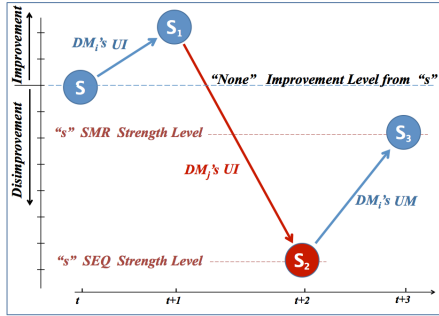 Improvement
Disimprovement
S₁
DMᵢ's UI
S
"None" Improvement Level from "s"
"s" SMR Strength Level
S₃
DMⱼ's UI
DMᵢ's UM
"s" SEQ Strength Level
S₂
t
t+1
t+2
t+3